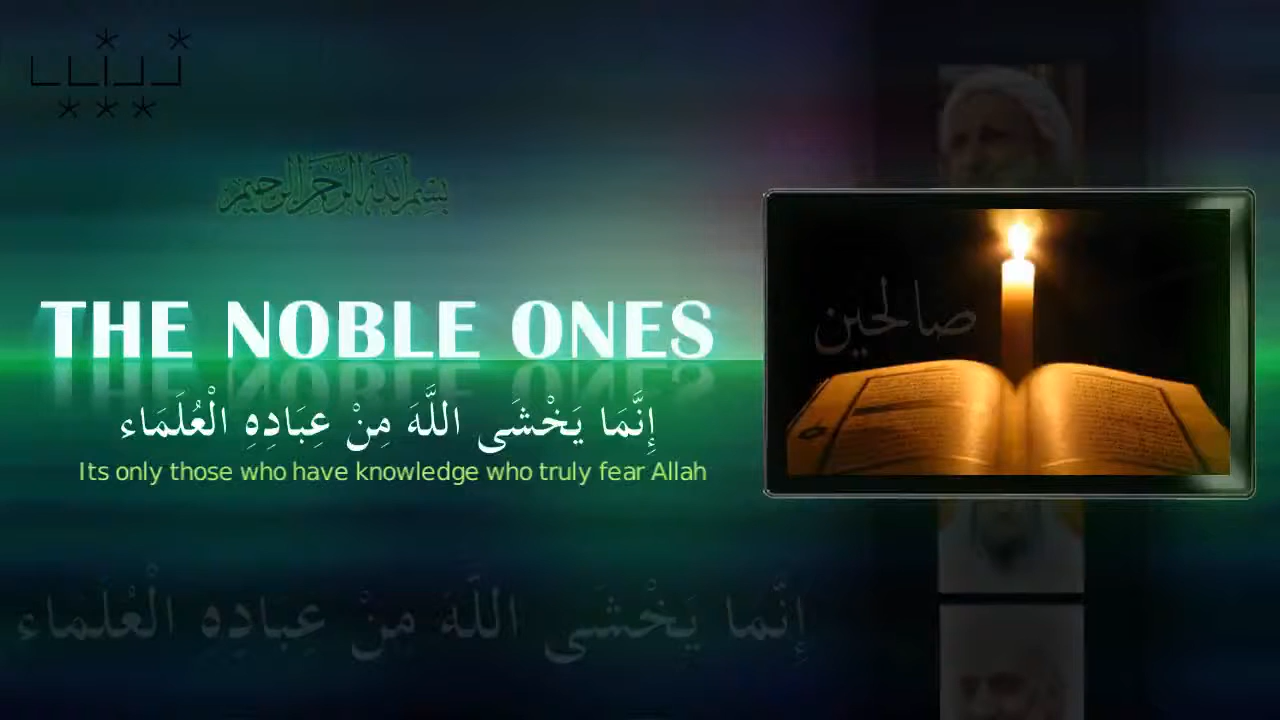 بسم الله الرحمن الرحيم
THE NOBLE ONES
إِنَّمَا يَخْشَى اللَّهَ مِنْ عِبَادِهِ الْعُلَمَاء
Its only those who have knowledge who truly fear Allah
صالحين
إِنَّمَا يَخْشَى اللَّهَ مِنْ عِبَادِهِ الْعُلَمَاء